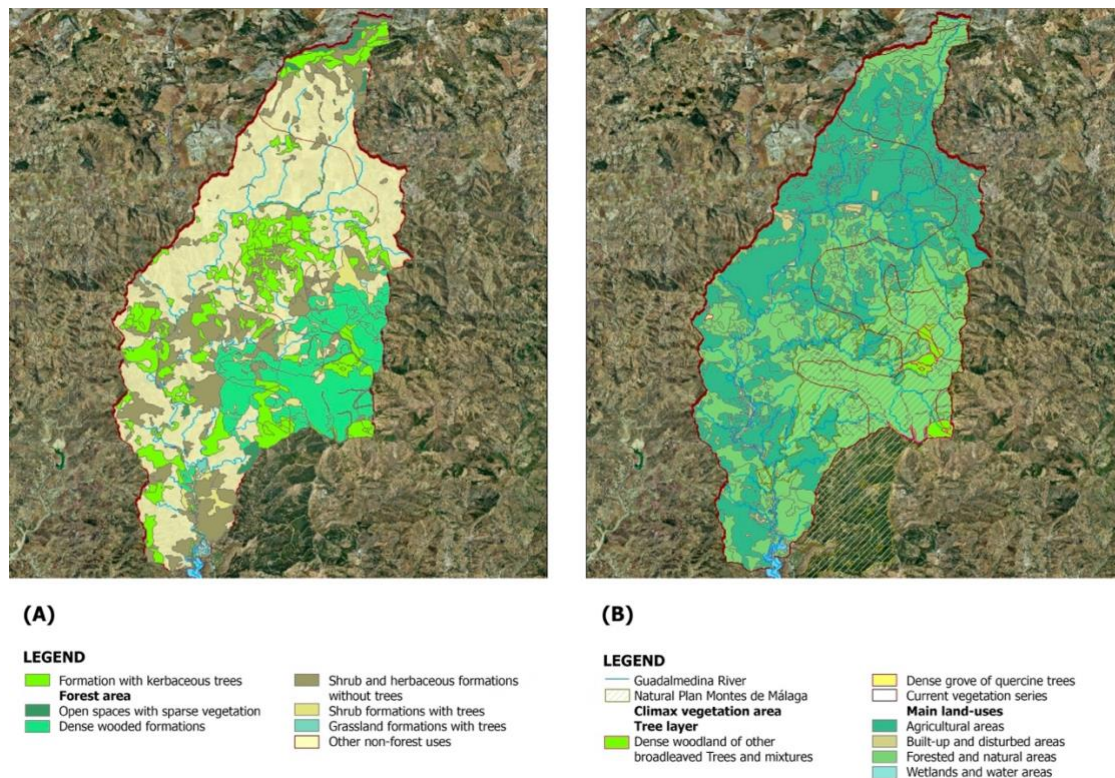 (A)
LEGEND
Formation with kerbaceous trees
Forest area
Open spaces with sparse vegetation
Dense wooded formations
Shrub and herbaceous formations
without trees
Shrub formations with trees
Grassland formations with trees
Other non-forest uses
(B)
LEGEND
Guadalmedina River
Natural Plan Montes de Málaga
Climax vegetation area
Tree layer
Dense woodland of other
broadleaved Trees and mixtures
Dense grove of quercine trees
Current vegetation series
Main land-uses
Agricultural areas
Built-up and disturbed areas
Forested and natural areas
Wetlands and water areas